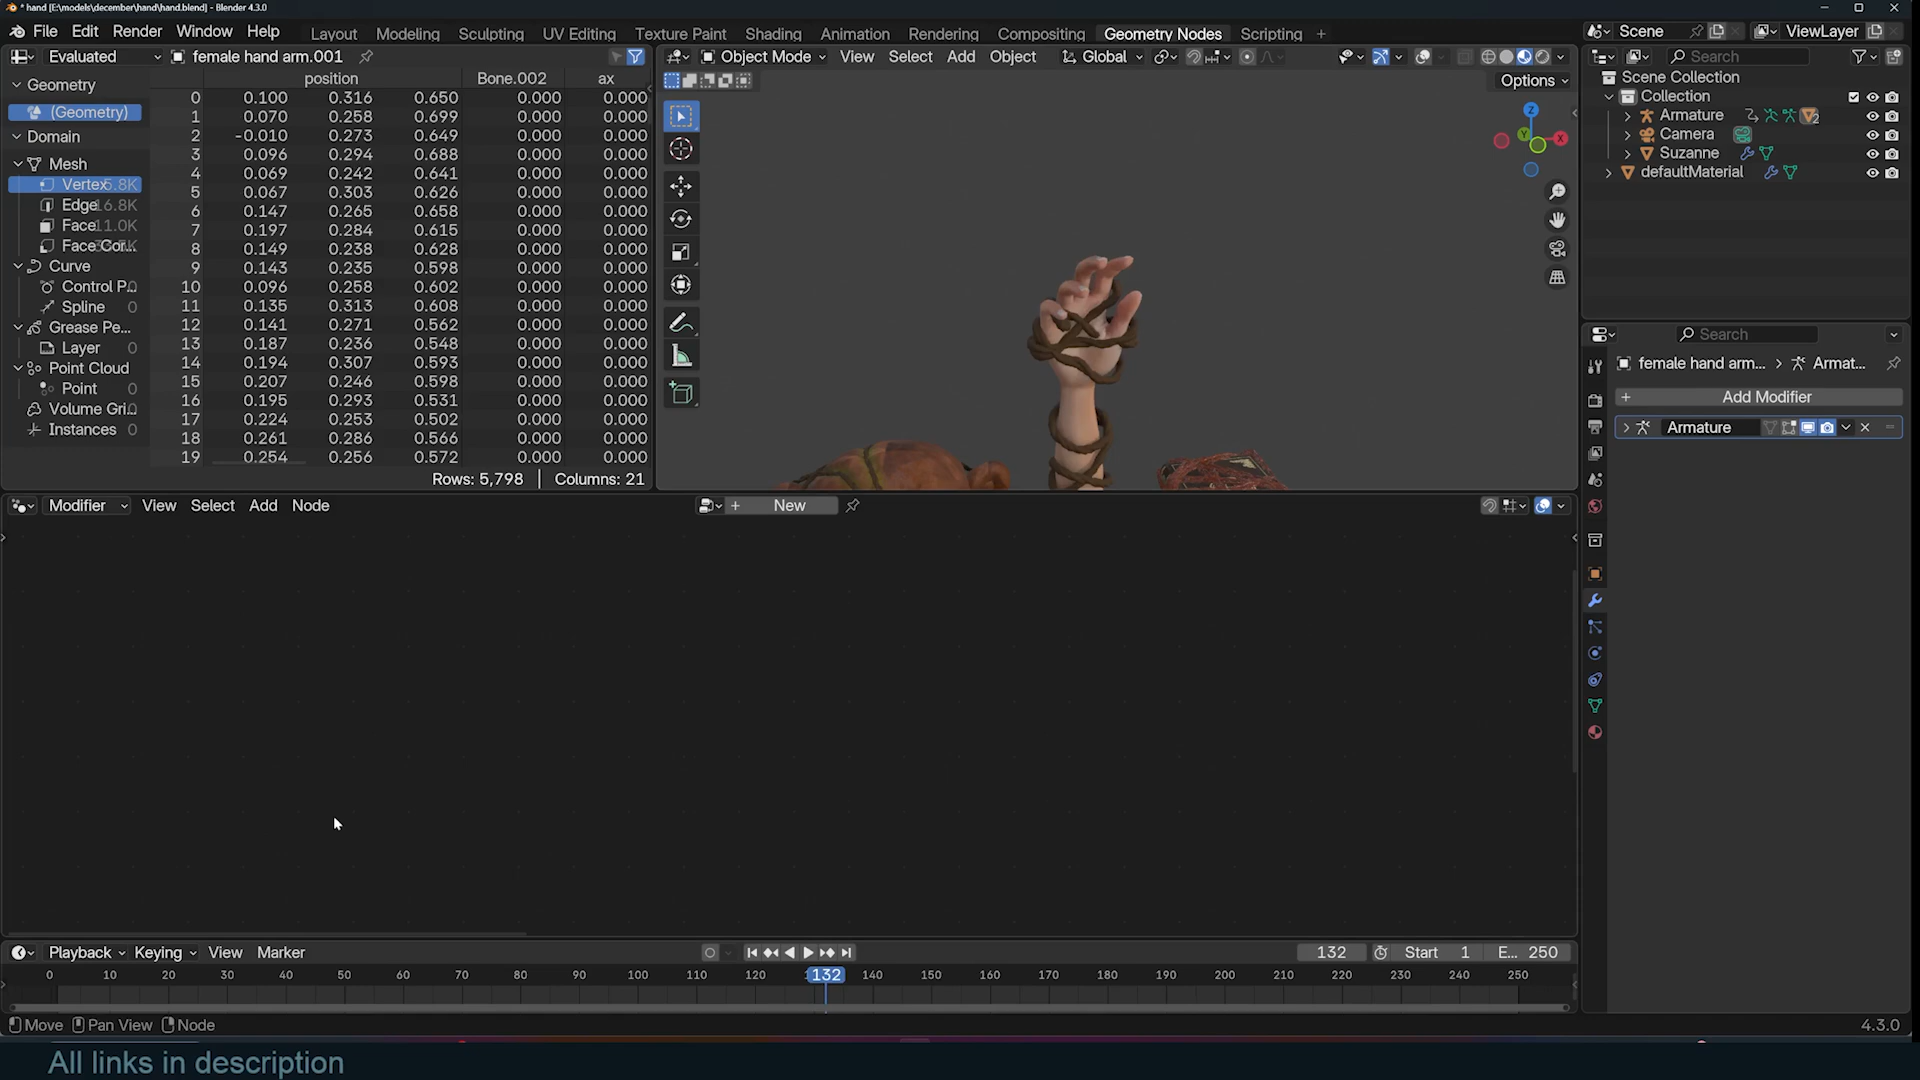 * hand [E:\models\december\hand\hand.blend] - Blender 4.3.0
File Edit Render Window Help
Layout Modeling Sculpting UV Editing Texture Paint Shading Animation Rendering Compositing Geometry Nodes Scripting +
Scene
ViewLayer
Evaluated female hand arm.001
Object Mode View Select Add Object Global
Search
Options
Geometry
(Geometry)
Domain
Mesh
Vertex 5.8K
Edge 16.8K
Face 11.0K
Face Cor...
Curve
Control P... 0
Spline 0
Grease Pe...
Layer 0
Point Cloud
Point 0
Volume Gri... 0
Instances 0
position Bone.002 ax
0 0.100 0.316 0.650 0.000 0.000
1 0.070 0.258 0.699 0.000 0.000
2 -0.010 0.273 0.649 0.000 0.000
3 0.096 0.294 0.688 0.000 0.000
4 0.069 0.242 0.641 0.000 0.000
5 0.067 0.303 0.626 0.000 0.000
6 0.147 0.265 0.658 0.000 0.000
7 0.197 0.284 0.615 0.000 0.000
8 0.149 0.238 0.628 0.000 0.000
9 0.143 0.235 0.598 0.000 0.000
10 0.096 0.258 0.602 0.000 0.000
11 0.135 0.313 0.608 0.000 0.000
12 0.141 0.271 0.562 0.000 0.000
13 0.187 0.236 0.548 0.000 0.000
14 0.194 0.307 0.593 0.000 0.000
15 0.207 0.246 0.598 0.000 0.000
16 0.195 0.293 0.531 0.000 0.000
17 0.224 0.253 0.502 0.000 0.000
18 0.261 0.286 0.566 0.000 0.000
19 0.254 0.256 0.572 0.000 0.000
Rows: 5,798 | Columns: 21
Z
Y
X
Scene Collection
Collection
Armature 2
Camera
Suzanne
defaultMaterial
Search
female hand arm... > Armat...
+ Add Modifier
Armature
Modifier View Select Add Node
+ New
Playback Keying View Marker
132 Start 1 E... 250
0 10 20 30 40 50 60 70 80 90 100 110 120 132 140 150 160 170 180 190 200 210 220 230 240 250
Move Pan View Node
4.3.0
All links in description